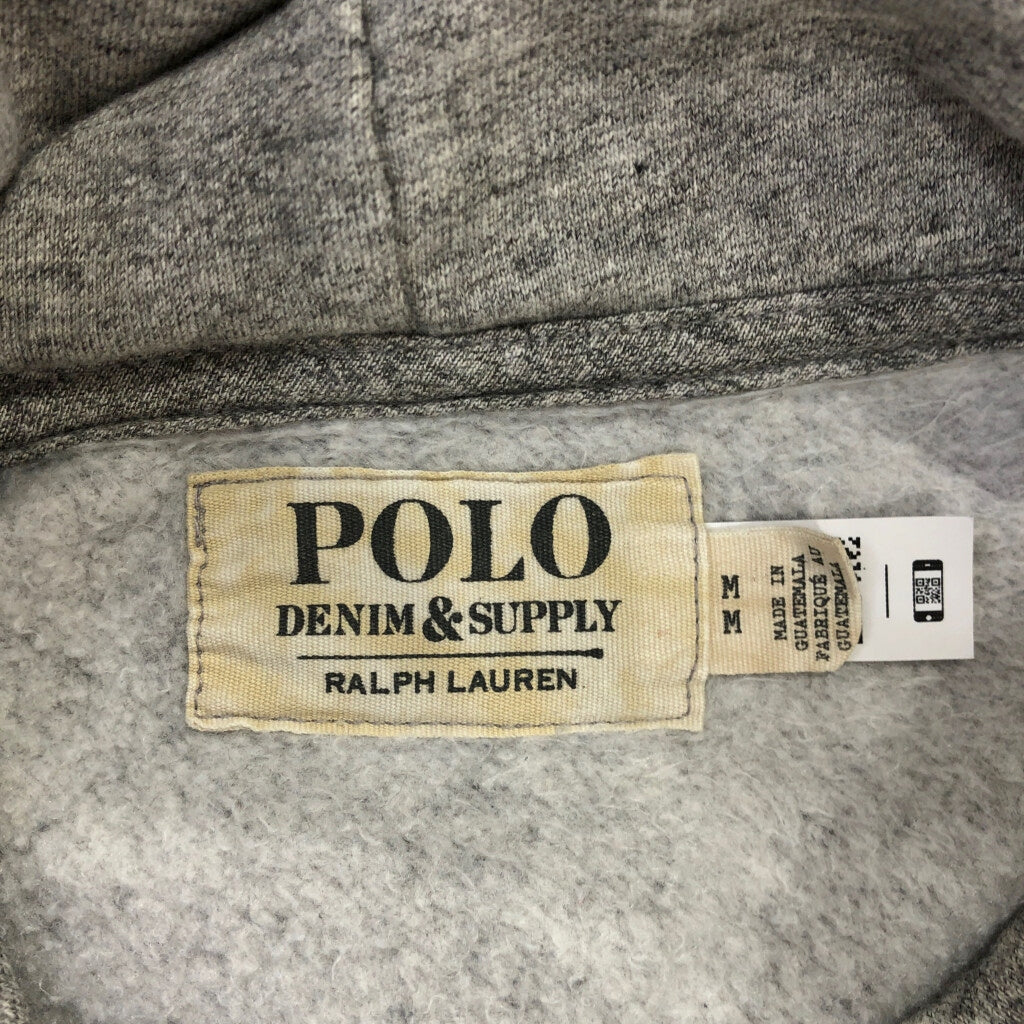 POLO
DENIM & SUPPLY
RALPH LAUREN
M
M
MADE IN
GUATEMALA
FABRIQUÉ AU
GUATEMALA